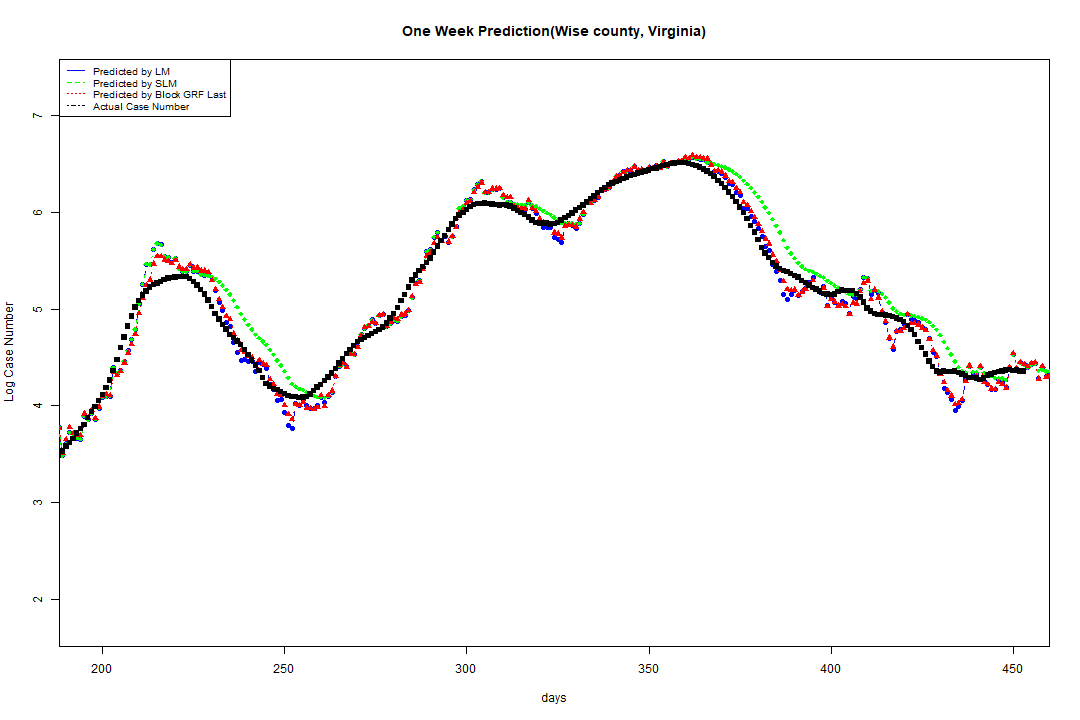 One Week Prediction(Wise county, Virginia)
Predicted by LM
Predicted by SLM
Predicted by Block GRF Last
Actual Case Number
Log Case Number
7
6
5
4
3
2
200 250 300 350 400 450
days